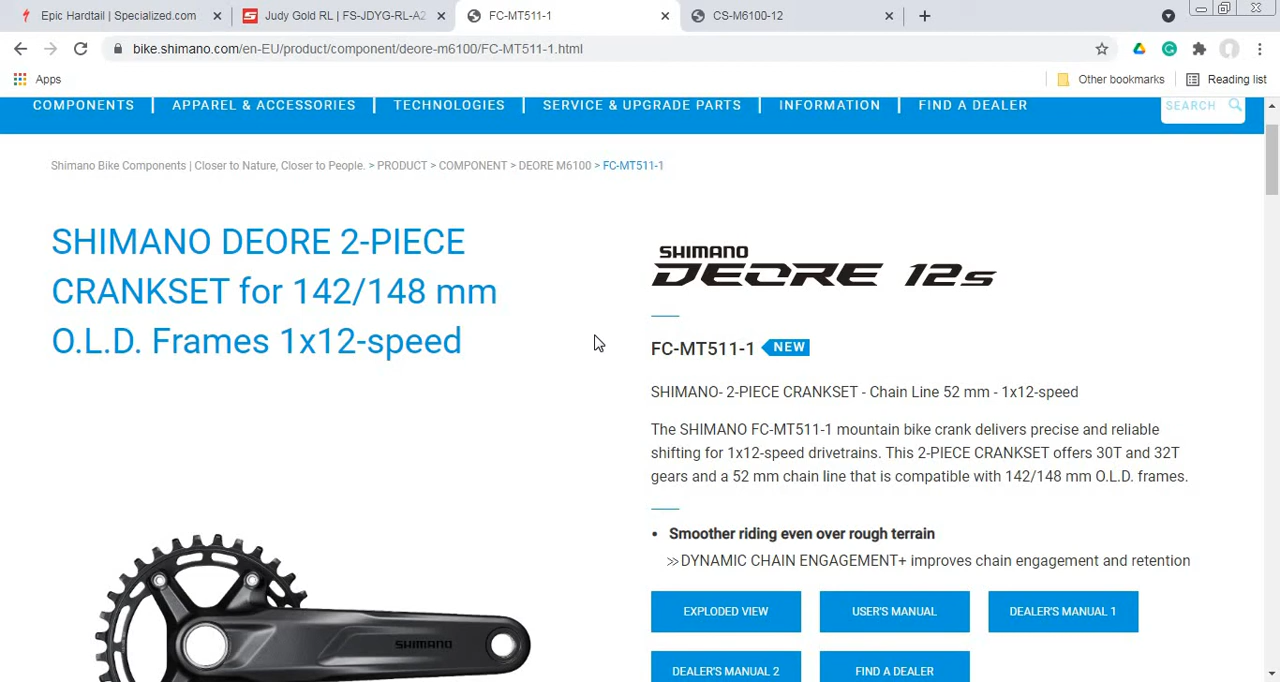 Epic Hardtail | Specialized.com
Judy Gold RL | FS-JDYG-RL-A2
FC-MT511-1
CS-M6100-12
bike.shimano.com/en-EU/product/component/deore-m6100/FC-MT511-1.html
Apps
Other bookmarks
Reading list
COMPONENTS | APPAREL & ACCESSORIES | TECHNOLOGIES | SERVICE & UPGRADE PARTS | INFORMATION | FIND A DEALER
SEARCH
Shimano Bike Components | Closer to Nature, Closer to People. > PRODUCT > COMPONENT > DEORE M6100 > FC-MT511-1
SHIMANO DEORE 2-PIECE
CRANKSET for 142/148 mm
O.L.D. Frames 1x12-speed
SHIMANO
DEORE 12s
FC-MT511-1 NEW
SHIMANO- 2-PIECE CRANKSET - Chain Line 52 mm - 1x12-speed
The SHIMANO FC-MT511-1 mountain bike crank delivers precise and reliable
shifting for 1x12-speed drivetrains. This 2-PIECE CRANKSET offers 30T and 32T
gears and a 52 mm chain line that is compatible with 142/148 mm O.L.D. frames.
• Smoother riding even over rough terrain
≫DYNAMIC CHAIN ENGAGEMENT+ improves chain engagement and retention
EXPLODED VIEW
USER'S MANUAL
DEALER'S MANUAL 1
DEALER'S MANUAL 2
FIND A DEALER
SHIMANO